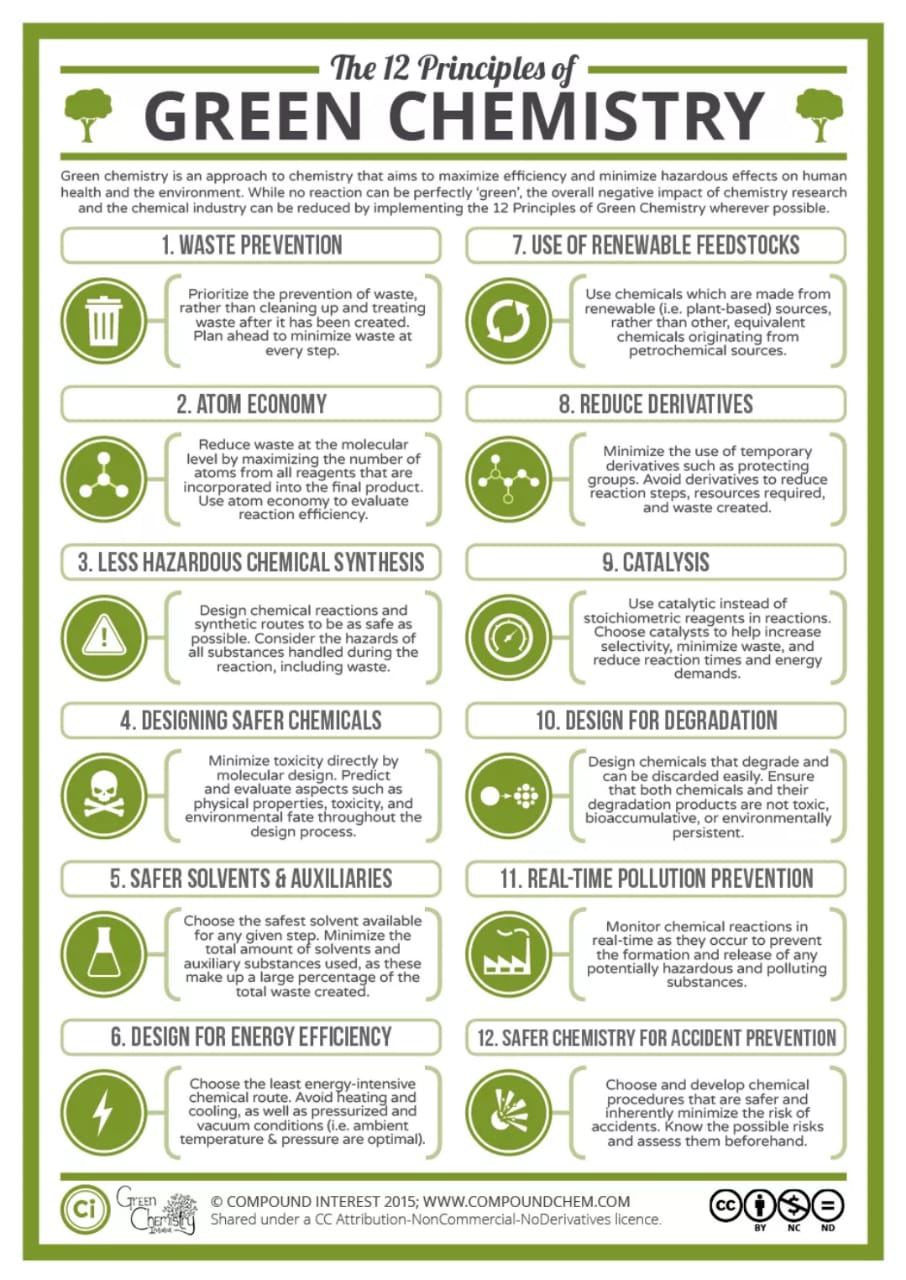 The 12 Principles of
GREEN CHEMISTRY
Green chemistry is an approach to chemistry that aims to maximize efficiency and minimize hazardous effects on human
health and the environment. While no reaction can be perfectly ‘green’, the overall negative impact of chemistry research
and the chemical industry can be reduced by implementing the 12 Principles of Green Chemistry wherever possible.
1. WASTE PREVENTION
Prioritize the prevention of waste,
rather than cleaning up and treating
waste after it has been created.
Plan ahead to minimize waste at
every step.
2. ATOM ECONOMY
Reduce waste at the molecular
level by maximizing the number of
atoms from all reagents that are
incorporated into the final product.
Use atom economy to evaluate
reaction efficiency.
3. LESS HAZARDOUS CHEMICAL SYNTHESIS
Design chemical reactions and
synthetic routes to be as safe as
possible. Consider the hazards of
all substances handled during the
reaction, including waste.
4. DESIGNING SAFER CHEMICALS
Minimize toxicity directly by
molecular design. Predict
and evaluate aspects such as
physical properties, toxicity, and
environmental fate throughout the
design process.
5. SAFER SOLVENTS & AUXILIARIES
Choose the safest solvent available
for any given step. Minimize the
total amount of solvents and
auxiliary substances used, as these
make up a large percentage of the
total waste created.
6. DESIGN FOR ENERGY EFFICIENCY
Choose the least energy-intensive
chemical route. Avoid heating and
cooling, as well as pressurized and
vacuum conditions (i.e. ambient
temperature & pressure are optimal).
7. USE OF RENEWABLE FEEDSTOCKS
Use chemicals which are made from
renewable (i.e. plant-based) sources,
rather than other, equivalent
chemicals originating from
petrochemical sources.
8. REDUCE DERIVATIVES
Minimize the use of temporary
derivatives such as protecting
groups. Avoid derivatives to reduce
reaction steps, resources required,
and waste created.
9. CATALYSIS
Use catalytic instead of
stoichiometric reagents in reactions.
Choose catalysts to help increase
selectivity, minimize waste, and
reduce reaction times and energy
demands.
10. DESIGN FOR DEGRADATION
Design chemicals that degrade and
can be discarded easily. Ensure
that both chemicals and their
degradation products are not toxic,
bioaccumulative, or environmentally
persistent.
11. REAL-TIME POLLUTION PREVENTION
Monitor chemical reactions in
real-time as they occur to prevent
the formation and release of any
potentially hazardous and polluting
substances.
12. SAFER CHEMISTRY FOR ACCIDENT PREVENTION
Choose and develop chemical
procedures that are safer and
inherently minimize the risk of
accidents. Know the possible risks
and assess them beforehand.
Ci
Green
Chemistry
© COMPOUND INTEREST 2015; WWW.COMPOUNDCHEM.COM
Shared under a CC Attribution-NonCommercial-NoDerivatives licence.
cc
BY NC ND